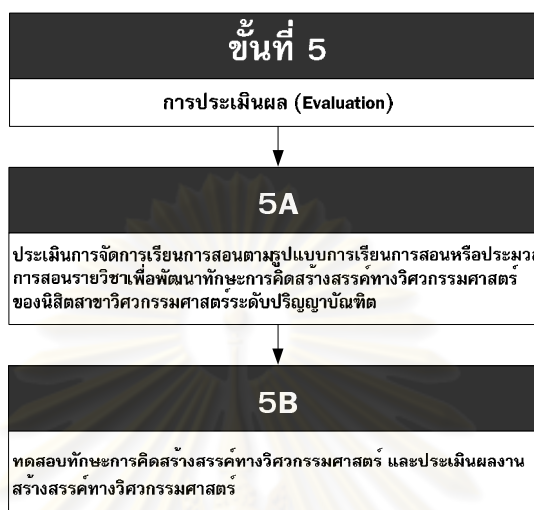 ขั้นที่ 5
การประเมินผล (Evaluation)
5A
ประเมินการจัดการเรียนการสอนตามรูปแบบการเรียนการสอนหรือประมวล
การสอนรายวิชาเพื่อพัฒนาทักษะการคิดสร้างสรรค์ทางวิศวกรรมศาสตร์
ของนิสิตสาขาวิศวกรรมศาสตร์ระดับปริญญาบัณฑิต
5B
ทดสอบทักษะการคิดสร้างสรรค์ทางวิศวกรรมศาสตร์ และประเมินผลงาน
สร้างสรรค์ทางวิศวกรรมศาสตร์